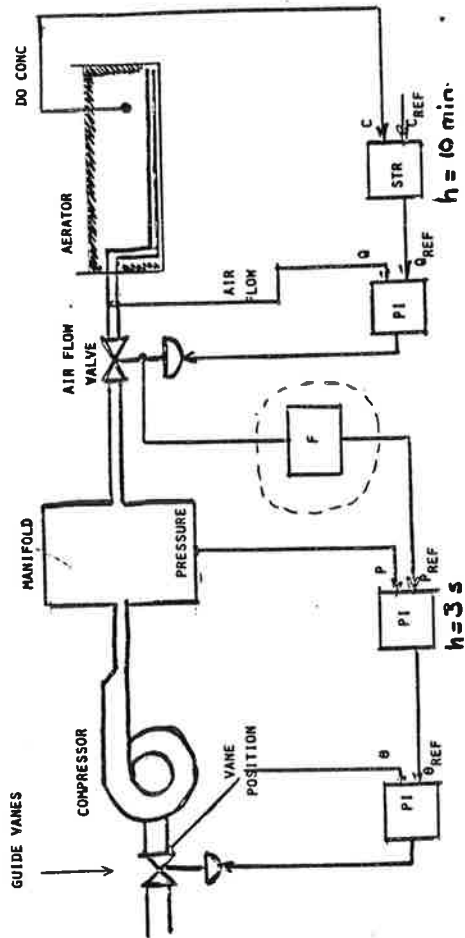 GUIDE VANES
COMPRESSOR
VANE
POSITION
MANIFOLD
PRESSURE
AIR FLOW
VALVE
AERATOR
DO CONC
AIR
FLOW
F
θ
θREF
PI
P
PREF
PI
h=3 s
Q
QREF
PI
C
CREF
STR
h = 10 min.